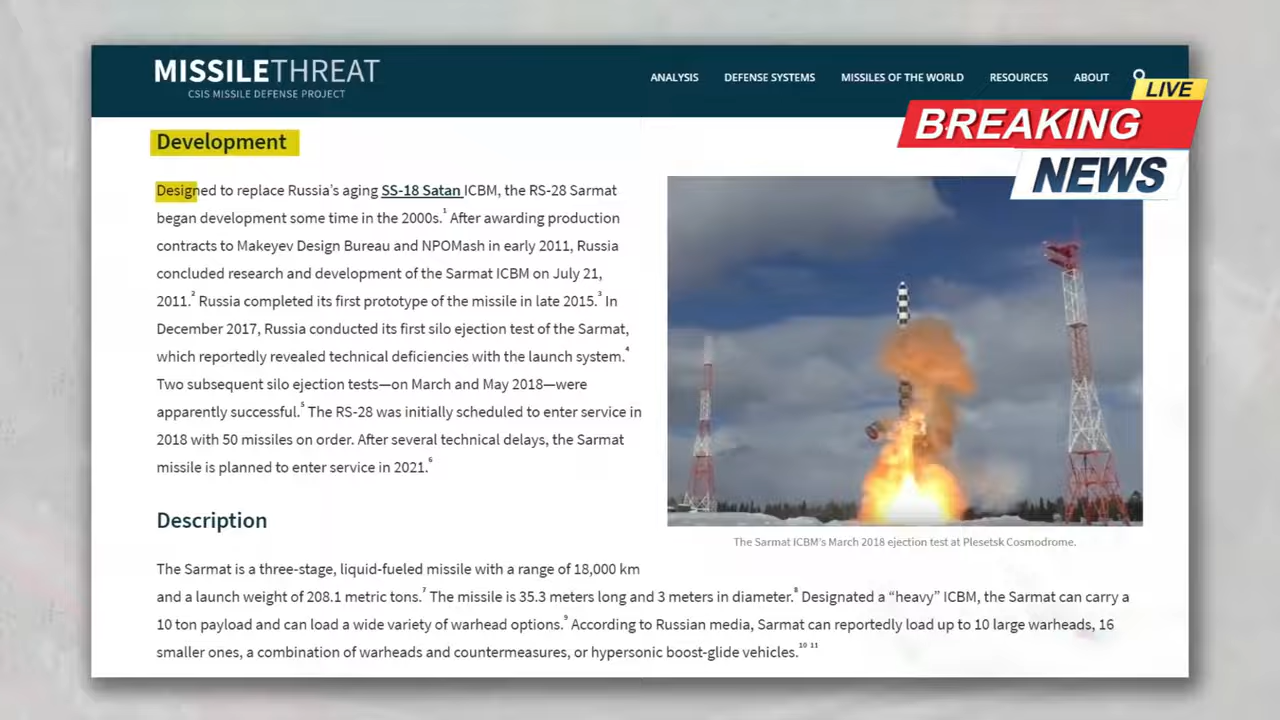 MISSILETHREAT
CSIS MISSILE DEFENSE PROJECT
ANALYSIS DEFENSE SYSTEMS MISSILES OF THE WORLD RESOURCES ABOUT
LIVE
BREAKING
NEWS
Development
Designed to replace Russia’s aging SS-18 Satan ICBM, the RS-28 Sarmat
began development some time in the 2000s.1 After awarding production
contracts to Makeyev Design Bureau and NPOMash in early 2011, Russia
concluded research and development of the Sarmat ICBM on July 21,
2011.2 Russia completed its first prototype of the missile in late 2015.3 In
December 2017, Russia conducted its first silo ejection test of the Sarmat,
which reportedly revealed technical deficiencies with the launch system.4
Two subsequent silo ejection tests—on March and May 2018—were
apparently successful.5 The RS-28 was initially scheduled to enter service in
2018 with 50 missiles on order. After several technical delays, the Sarmat
missile is planned to enter service in 2021.6
The Sarmat ICBM’s March 2018 ejection test at Plesetsk Cosmodrome.
Description
The Sarmat is a three-stage, liquid-fueled missile with a range of 18,000 km
and a launch weight of 208.1 metric tons.7 The missile is 35.3 meters long and 3 meters in diameter.8 Designated a “heavy” ICBM, the Sarmat can carry a
10 ton payload and can load a wide variety of warhead options.9 According to Russian media, Sarmat can reportedly load up to 10 large warheads, 16
smaller ones, a combination of warheads and countermeasures, or hypersonic boost-glide vehicles.10 11